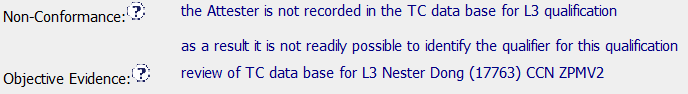 Non-Conformance: ? the Attester is not recorded in the TC data base for L3 qualification
as a result it is not readily possible to identify the qualifier for this qualification
Objective Evidence: ? review of TC data base for L3 Nester Dong (17763) CCN ZPMV2